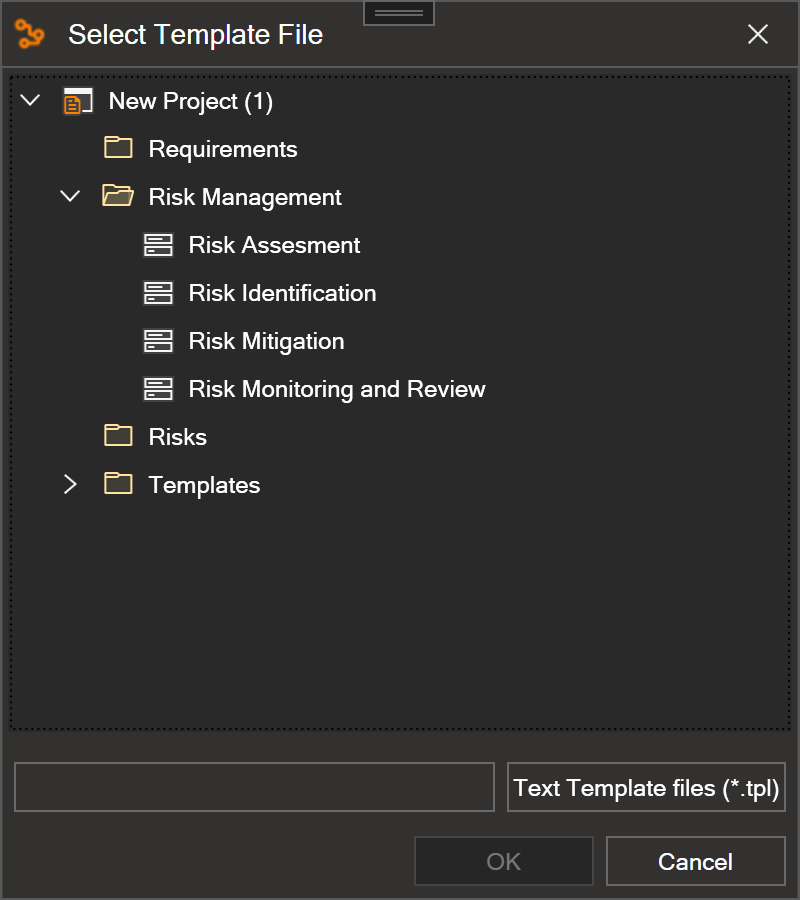 Select Template File
New Project (1)
Requirements
Risk Management
Risk Assesment
Risk Identification
Risk Mitigation
Risk Monitoring and Review
Risks
Templates
Text Template files (*.tpl)
OK
Cancel